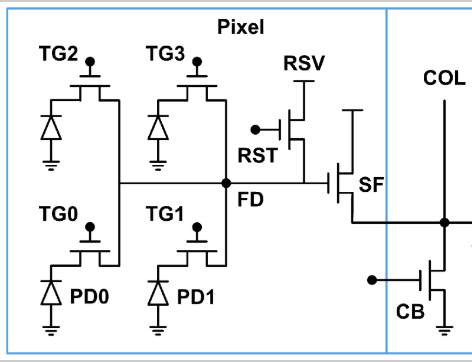 Pixel
TG2
TG3
RSV
COL
RST
SF
FD
TG0
TG1
PD0
PD1
CB